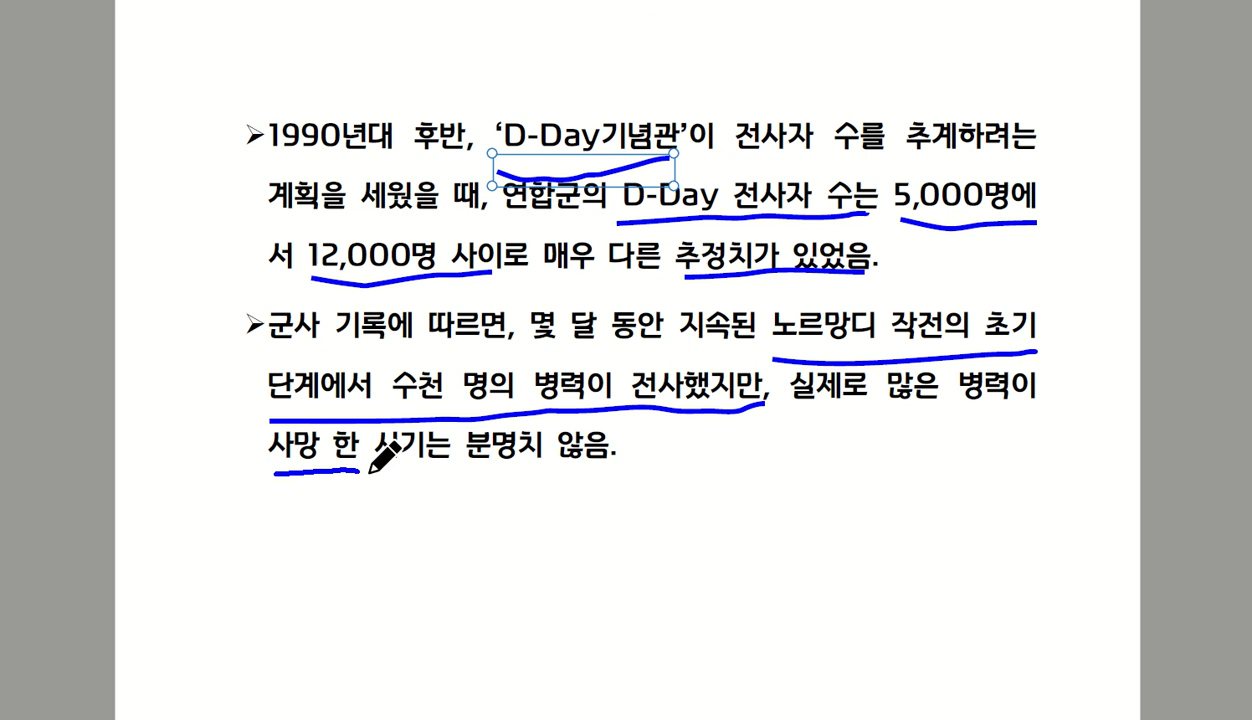 ➢1990년대 후반, ‘D-Day기념관’이 전사자 수를 추계하려는
계획을 세웠을 때, 연합군의 D-Day 전사자 수는 5,000명에
서 12,000명 사이로 매우 다른 추정치가 있었음.
➢군사 기록에 따르면, 몇 달 동안 지속된 노르망디 작전의 초기
단계에서 수천 명의 병력이 전사했지만, 실제로 많은 병력이
사망 한 시기는 분명치 않음.